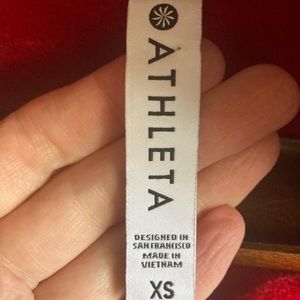 ATHLETA
DESIGNED IN
SAN FRANCISCO
MADE IN
VIETNAM
XS